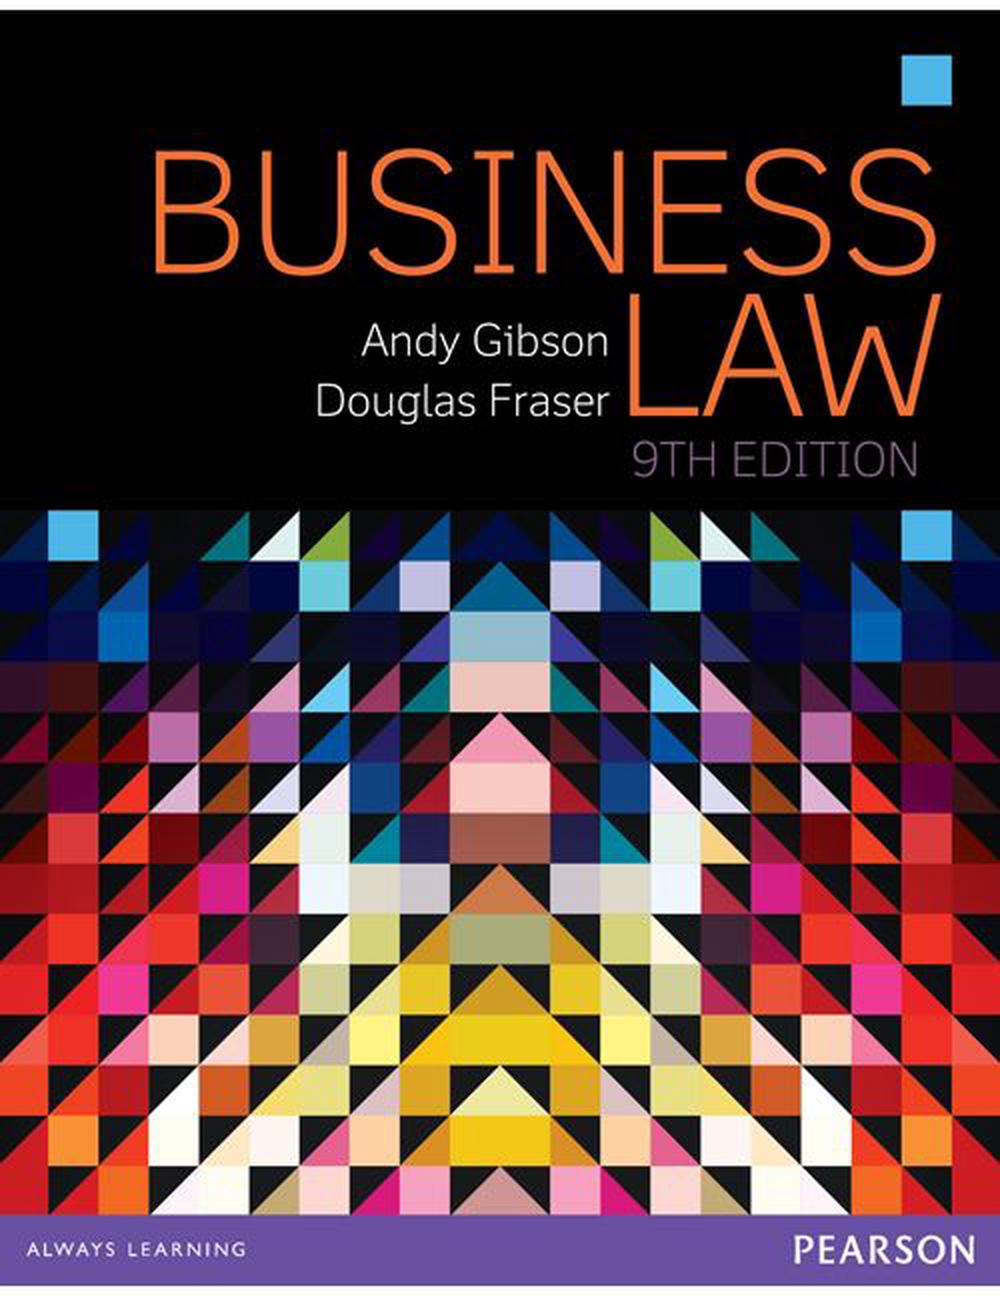 BUSINESS
LAW
Andy Gibson
Douglas Fraser
9TH EDITION
ALWAYS LEARNING
PEARSON